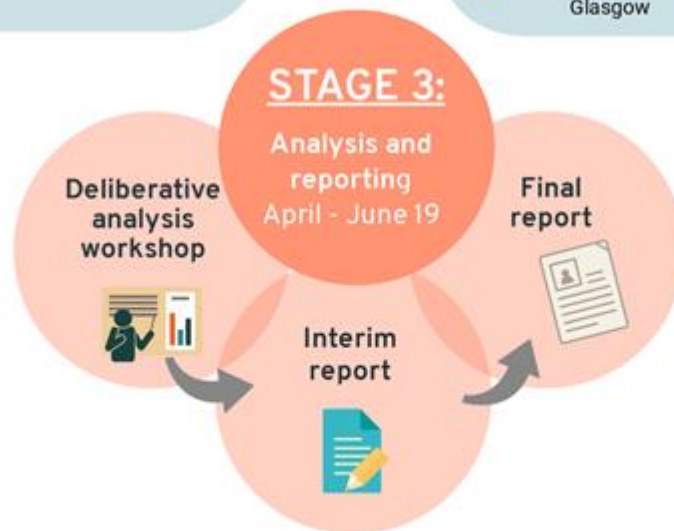 Glasgow
STAGE 3:
Analysis and
reporting
April - June 19
Deliberative
analysis
workshop
Interim
report
Final
report